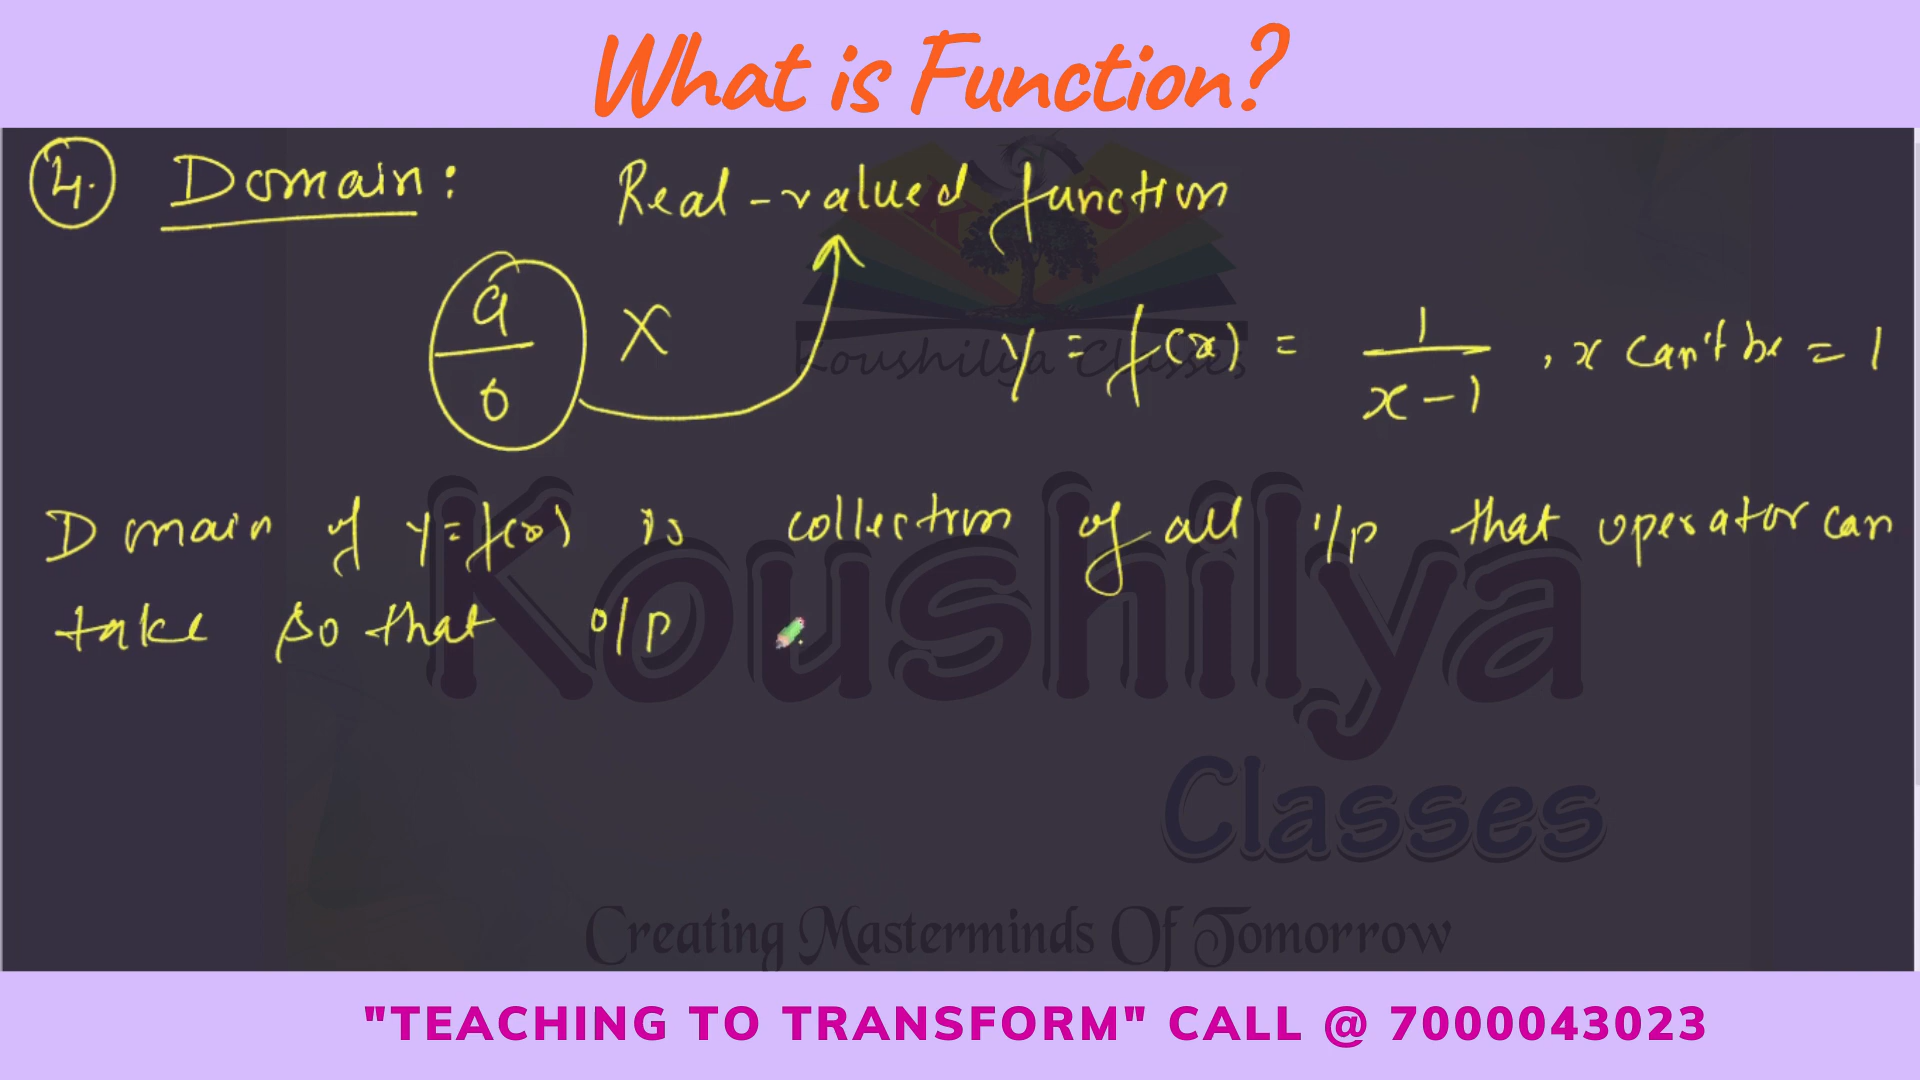 What is Function?
4. Domain: Real-valued function
a/0 X
y = f(x) = 1/(x-1) , x can't be = 1
Domain of y=f(x) is collection of all i/p that operator can
take so that o/p
Koushilya Classes
Koushilya
Classes
Creating Masterminds Of Tomorrow
"TEACHING TO TRANSFORM" CALL @ 7000043023